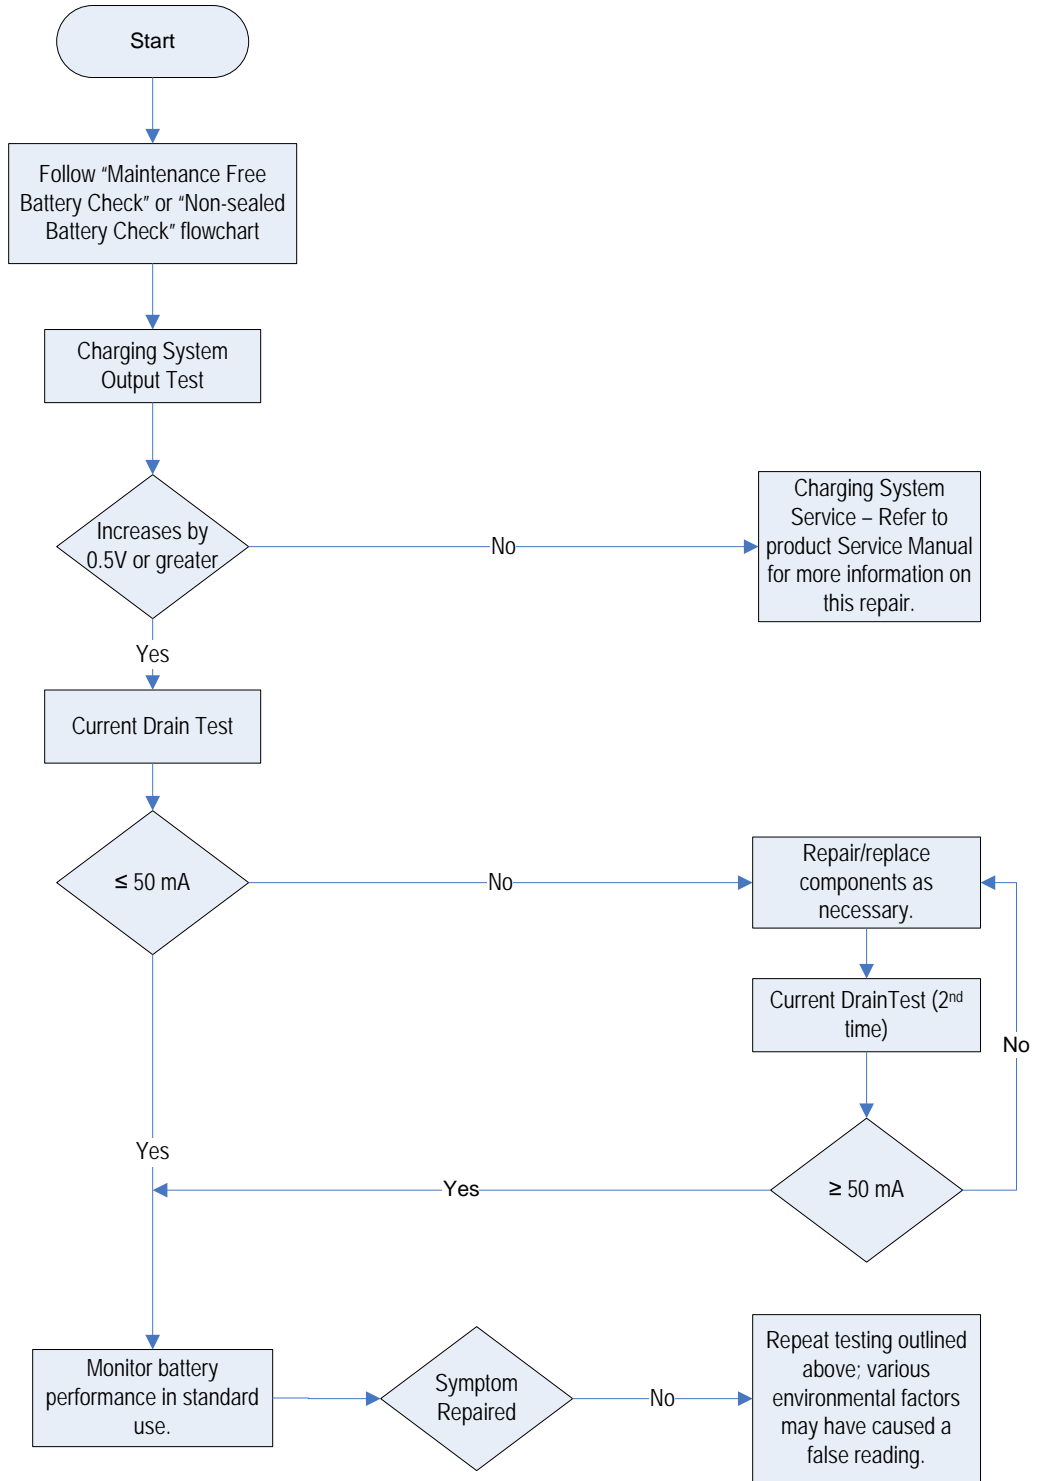 Start
Follow “Maintenance Free
Battery Check” or “Non-sealed
Battery Check” flowchart
Charging System
Output Test
Increases by
0.5V or greater
No
Charging System
Service – Refer to
product Service Manual
for more information on
this repair.
Yes
Current Drain Test
≤ 50 mA
No
Repair/replace
components as
necessary.
Current DrainTest (2nd
time)
No
Yes
Yes
≥ 50 mA
Monitor battery
performance in standard
use.
Symptom
Repaired
No
Repeat testing outlined
above; various
environmental factors
may have caused a
false reading.